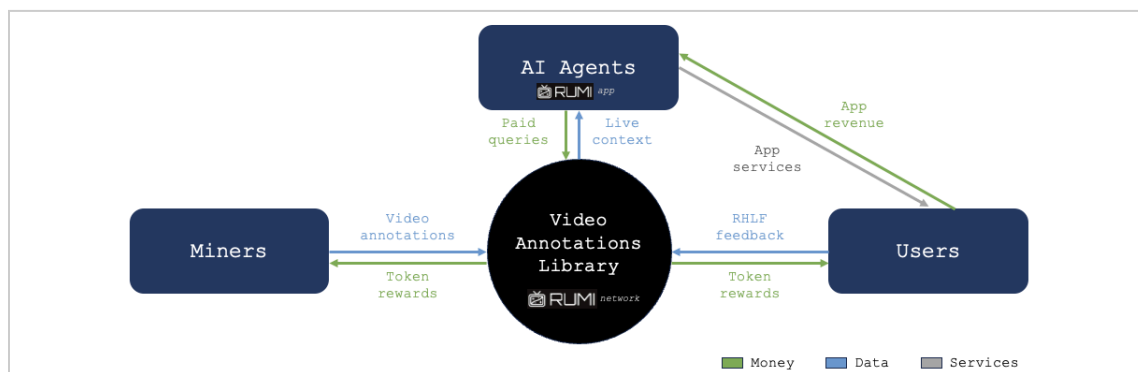 AI Agents
RUMI app
Paid
queries
Live
context
App
revenue
App
services
Miners
Video
annotations
Token
rewards
Video
Annotations
Library
RUMI network
RHLF
feedback
Token
rewards
Users
Money
Data
Services